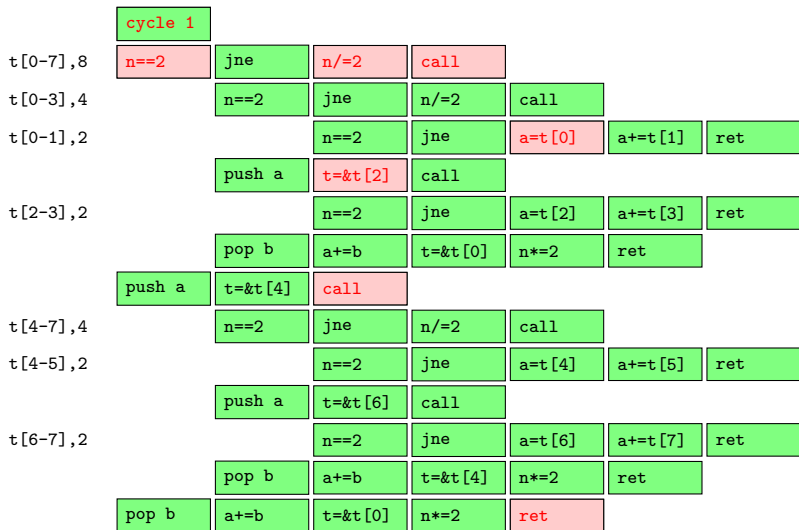 cycle 1
t[0-7],8 n==2 jne n/=2 call
t[0-3],4 n==2 jne n/=2 call
t[0-1],2 n==2 jne a=t[0] a+=t[1] ret
push a t=&t[2] call
t[2-3],2 n==2 jne a=t[2] a+=t[3] ret
pop b a+=b t=&t[0] n*=2 ret
push a t=&t[4] call
t[4-7],4 n==2 jne n/=2 call
t[4-5],2 n==2 jne a=t[4] a+=t[5] ret
push a t=&t[6] call
t[6-7],2 n==2 jne a=t[6] a+=t[7] ret
pop b a+=b t=&t[4] n*=2 ret
pop b a+=b t=&t[0] n*=2 ret